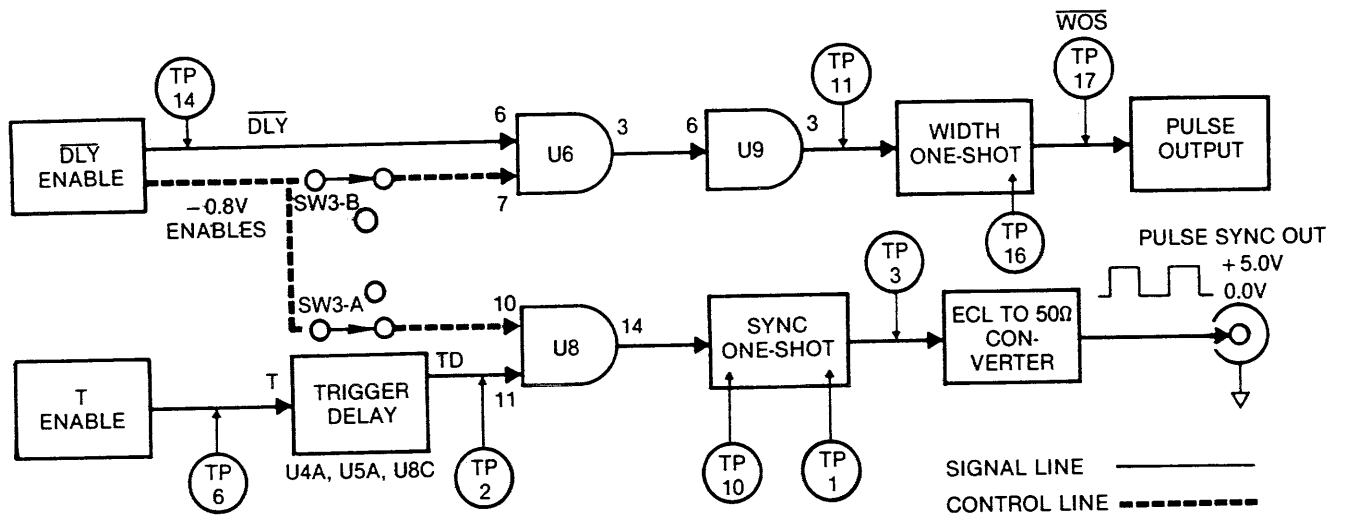 WOS
TP
14
TP
11
TP
17
DLY
ENABLE
DLY
6
7
U6
3
6
U9
3
WIDTH
ONE-SHOT
PULSE
OUTPUT
−0.8V
ENABLES
SW3-B
TP
16
TP
3
PULSE SYNC OUT
+5.0V
0.0V
SW3-A
10
11
U8
14
SYNC
ONE-SHOT
ECL TO 50Ω
CON-
VERTER
T
ENABLE
T
TRIGGER
DELAY
TD
U4A, U5A, U8C
TP
6
TP
2
TP
10
TP
1
SIGNAL LINE
CONTROL LINE